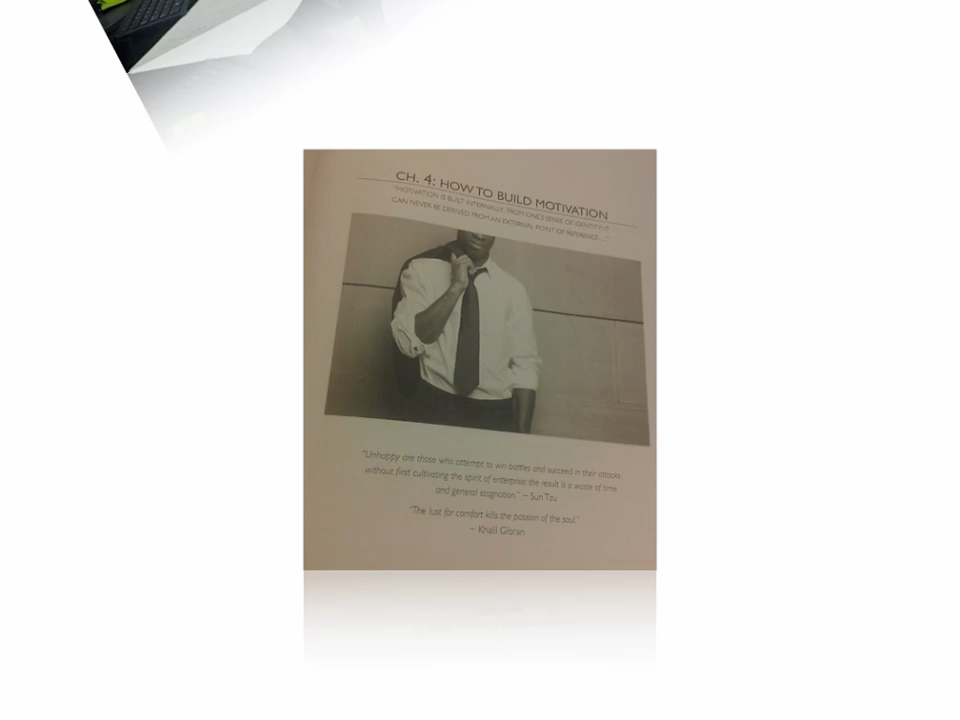 CH. 4: HOW TO BUILD MOTIVATION
"MOTIVATION IS BUILT INTERNALLY; FROM ONE'S SENSE OF IDENTITY; IT
CAN NEVER BE DERIVED FROM AN EXTERNAL POINT OF REFERENCE..."
"Unhappy are those who attempt to win battles and succeed in their attacks
without first cultivating the spirit of enterprise: the result is a waste of time
and general stagnation." ~ Sun Tzu
"The lust for comfort kills the passion of the soul."
~ Khalil Gibran